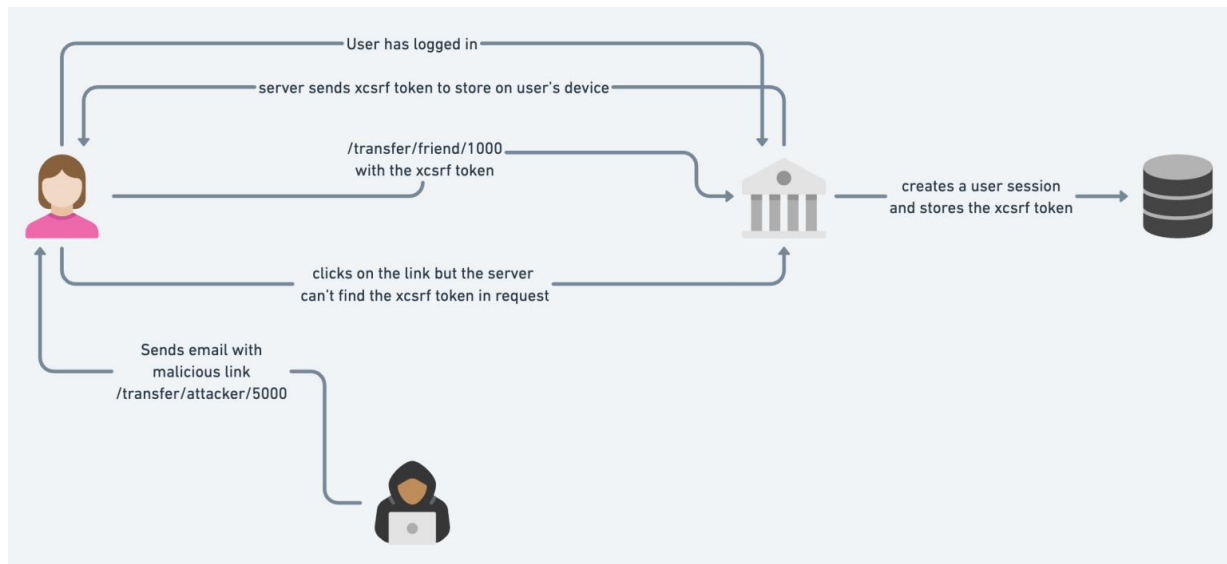 User has logged in
server sends xcsrf token to store on user's device
/transfer/friend/1000
with the xcsrf token
creates a user session
and stores the xcsrf token
clicks on the link but the server
can't find the xcsrf token in request
Sends email with
malicious link
/transfer/attacker/5000